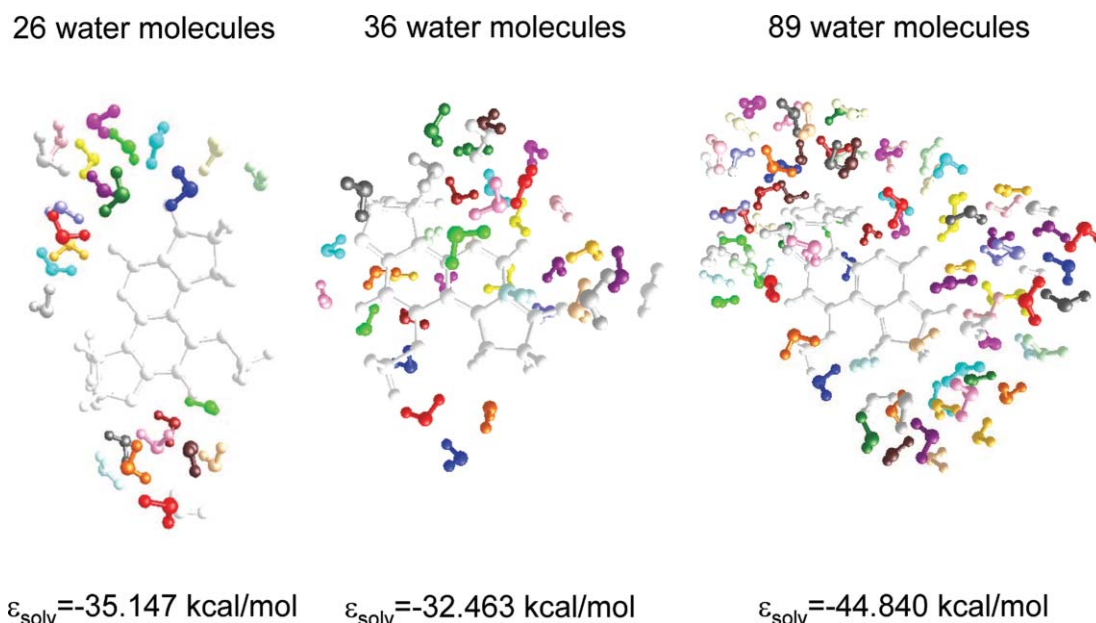 26 water molecules 36 water molecules 89 water molecules
εsolv=-35.147 kcal/mol εsolv=-32.463 kcal/mol εsolv=-44.840 kcal/mol